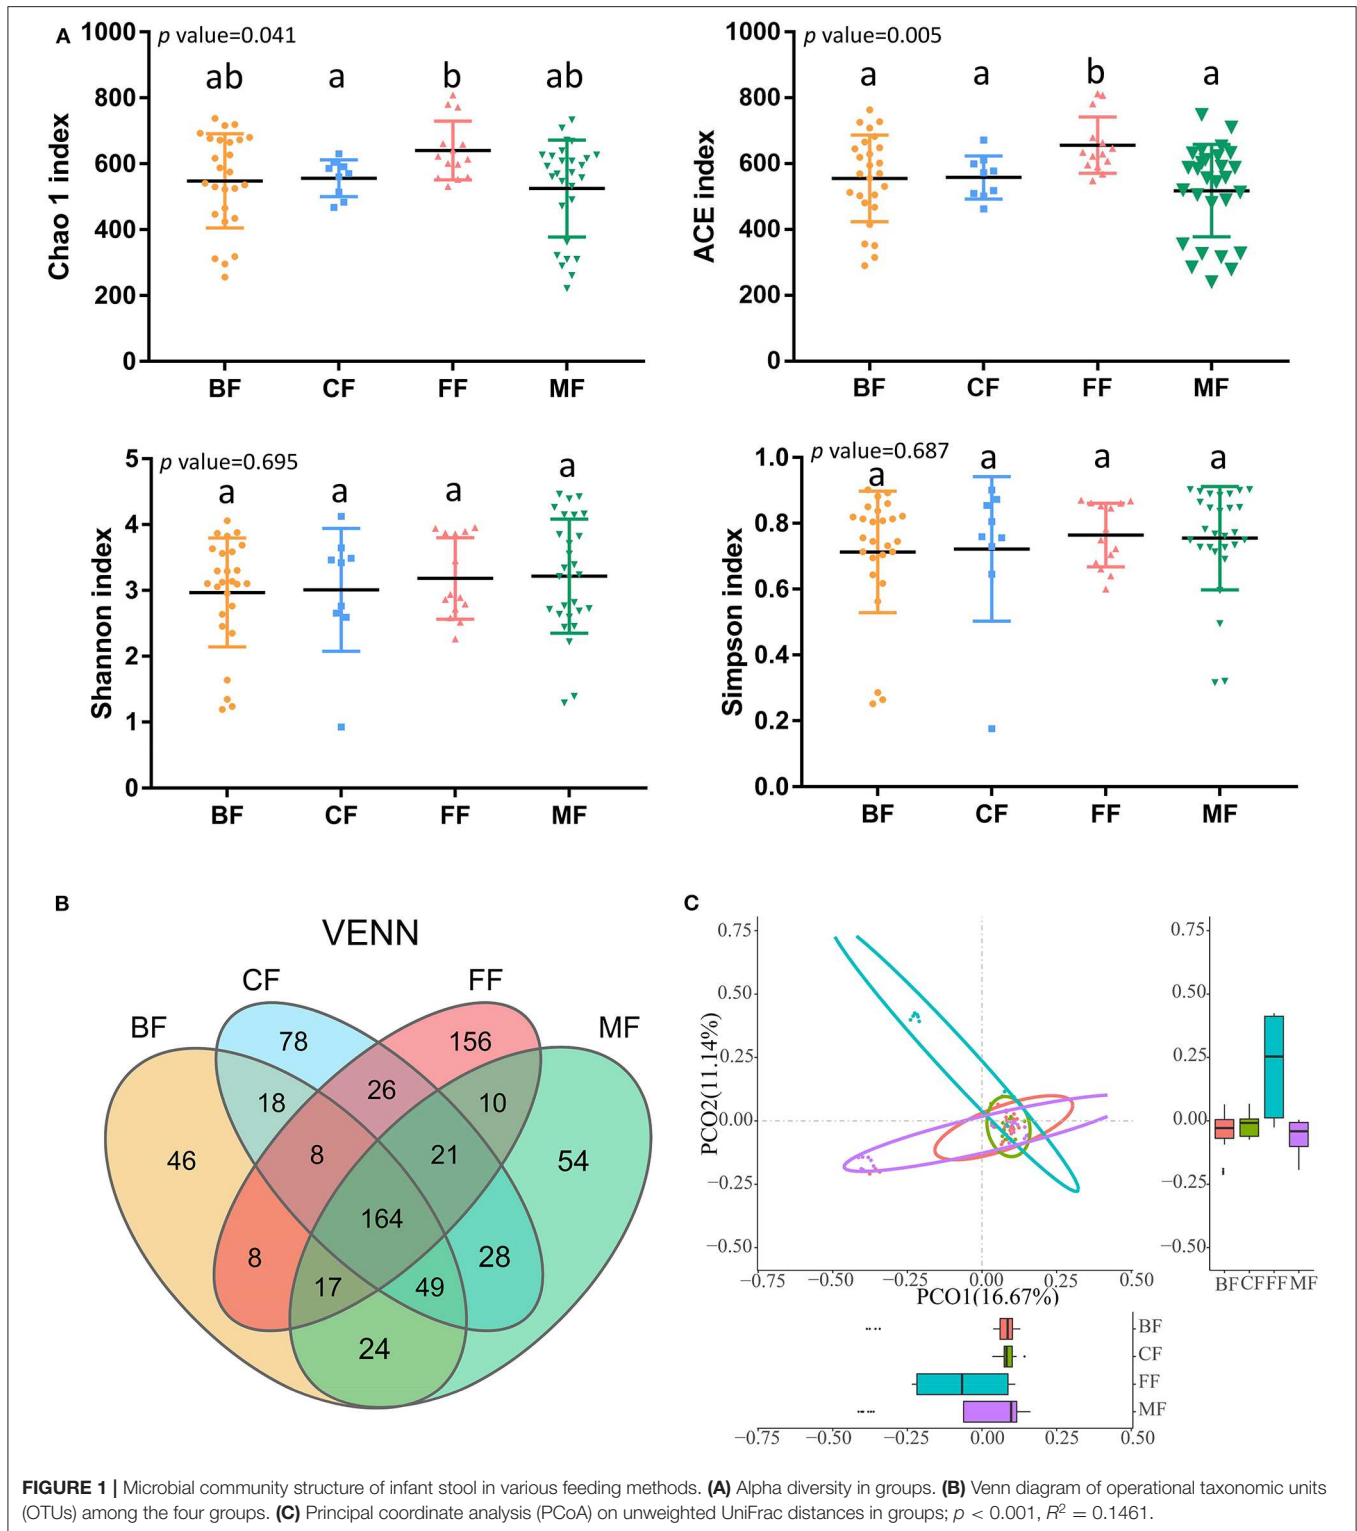 A
p value=0.041
ab a b ab
1000
800
600
400
200
0
Chao 1 index
BF CF FF MF
p value=0.005
a a b a
1000
800
600
400
200
0
ACE index
BF CF FF MF
p value=0.695
a a a a
5
4
3
2
1
0
Shannon index
BF CF FF MF
p value=0.687
a a a a
1.0
0.8
0.6
0.4
0.2
0.0
Simpson index
BF CF FF MF
B
VENN
CF FF
BF MF
78 156
18 26 10
46 8 21 54
164
8 28
17 49
24
C
0.75
0.50
0.25
0.00
−0.25
−0.50
PCO2(11.14%)
−0.75 −0.50 −0.25 0.00 0.25 0.50
PCO1(16.67%)
0.75
0.50
0.25
0.00
−0.25
−0.50
BF CF FF MF
BF
CF
FF
MF
−0.75 −0.50 −0.25 0.00 0.25 0.50
FIGURE 1 | Microbial community structure of infant stool in various feeding methods. (A) Alpha diversity in groups. (B) Venn diagram of operational taxonomic units
(OTUs) among the four groups. (C) Principal coordinate analysis (PCoA) on unweighted UniFrac distances in groups; p < 0.001, R² = 0.1461.